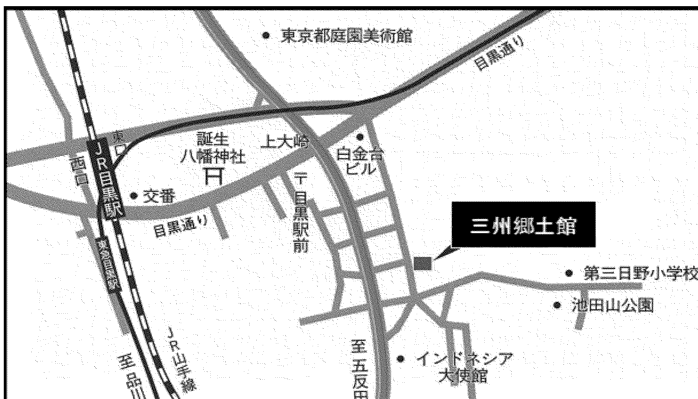 東京都庭園美術館
目黒通り
東口
誕生
八幡神社
上大崎
白金台
ビル
JR目黒駅
西口
交番
目黒通り
〒目黒駅前
三州郷土館
東急目黒駅
第三日野小学校
池田山公園
JR山手線
至品川
至五反田
インドネシア
大使館